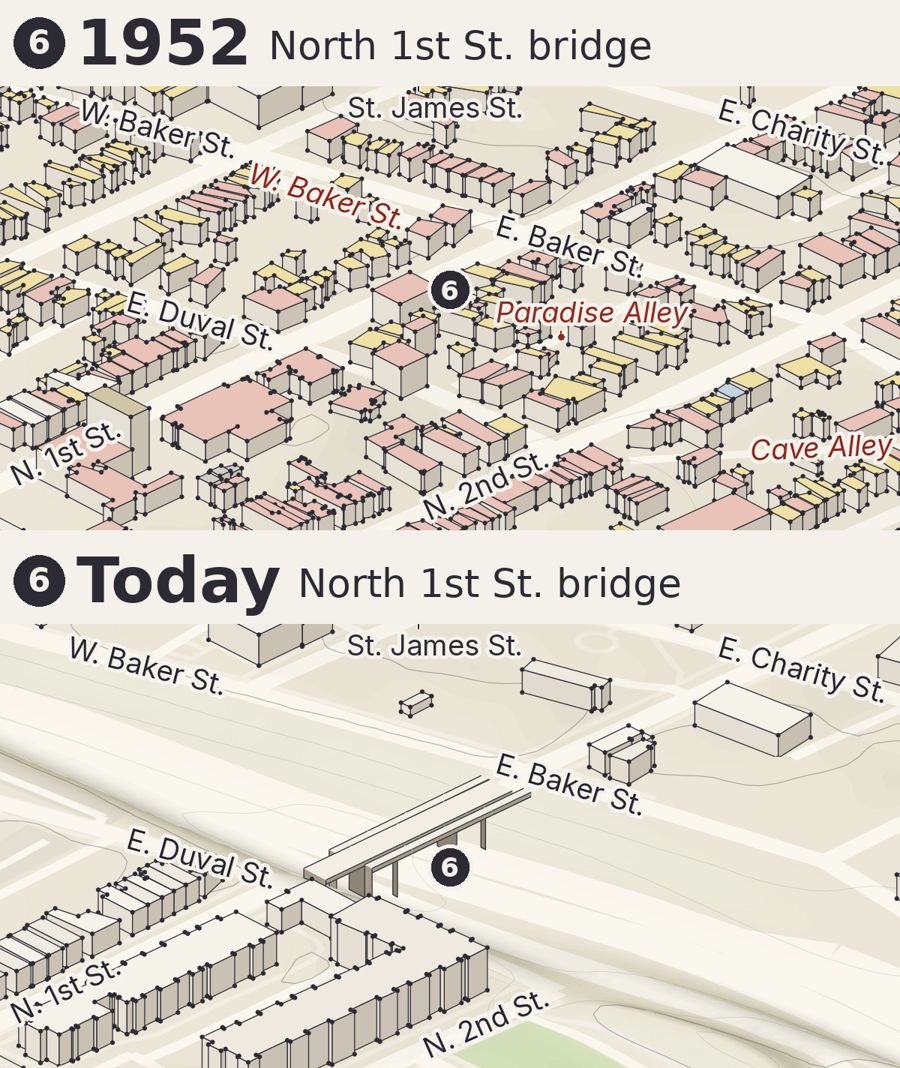 6 1952 North 1st St. bridge
St. James St.
W. Baker St.
E. Charity St.
W. Baker St.
E. Baker St.
6
Paradise Alley
E. Duval St.
N. 1st St.
Cave Alley
N. 2nd St.
6 Today North 1st St. bridge
St. James St.
W. Baker St.
E. Charity St.
E. Baker St.
6
E. Duval St.
N. 1st St.
N. 2nd St.